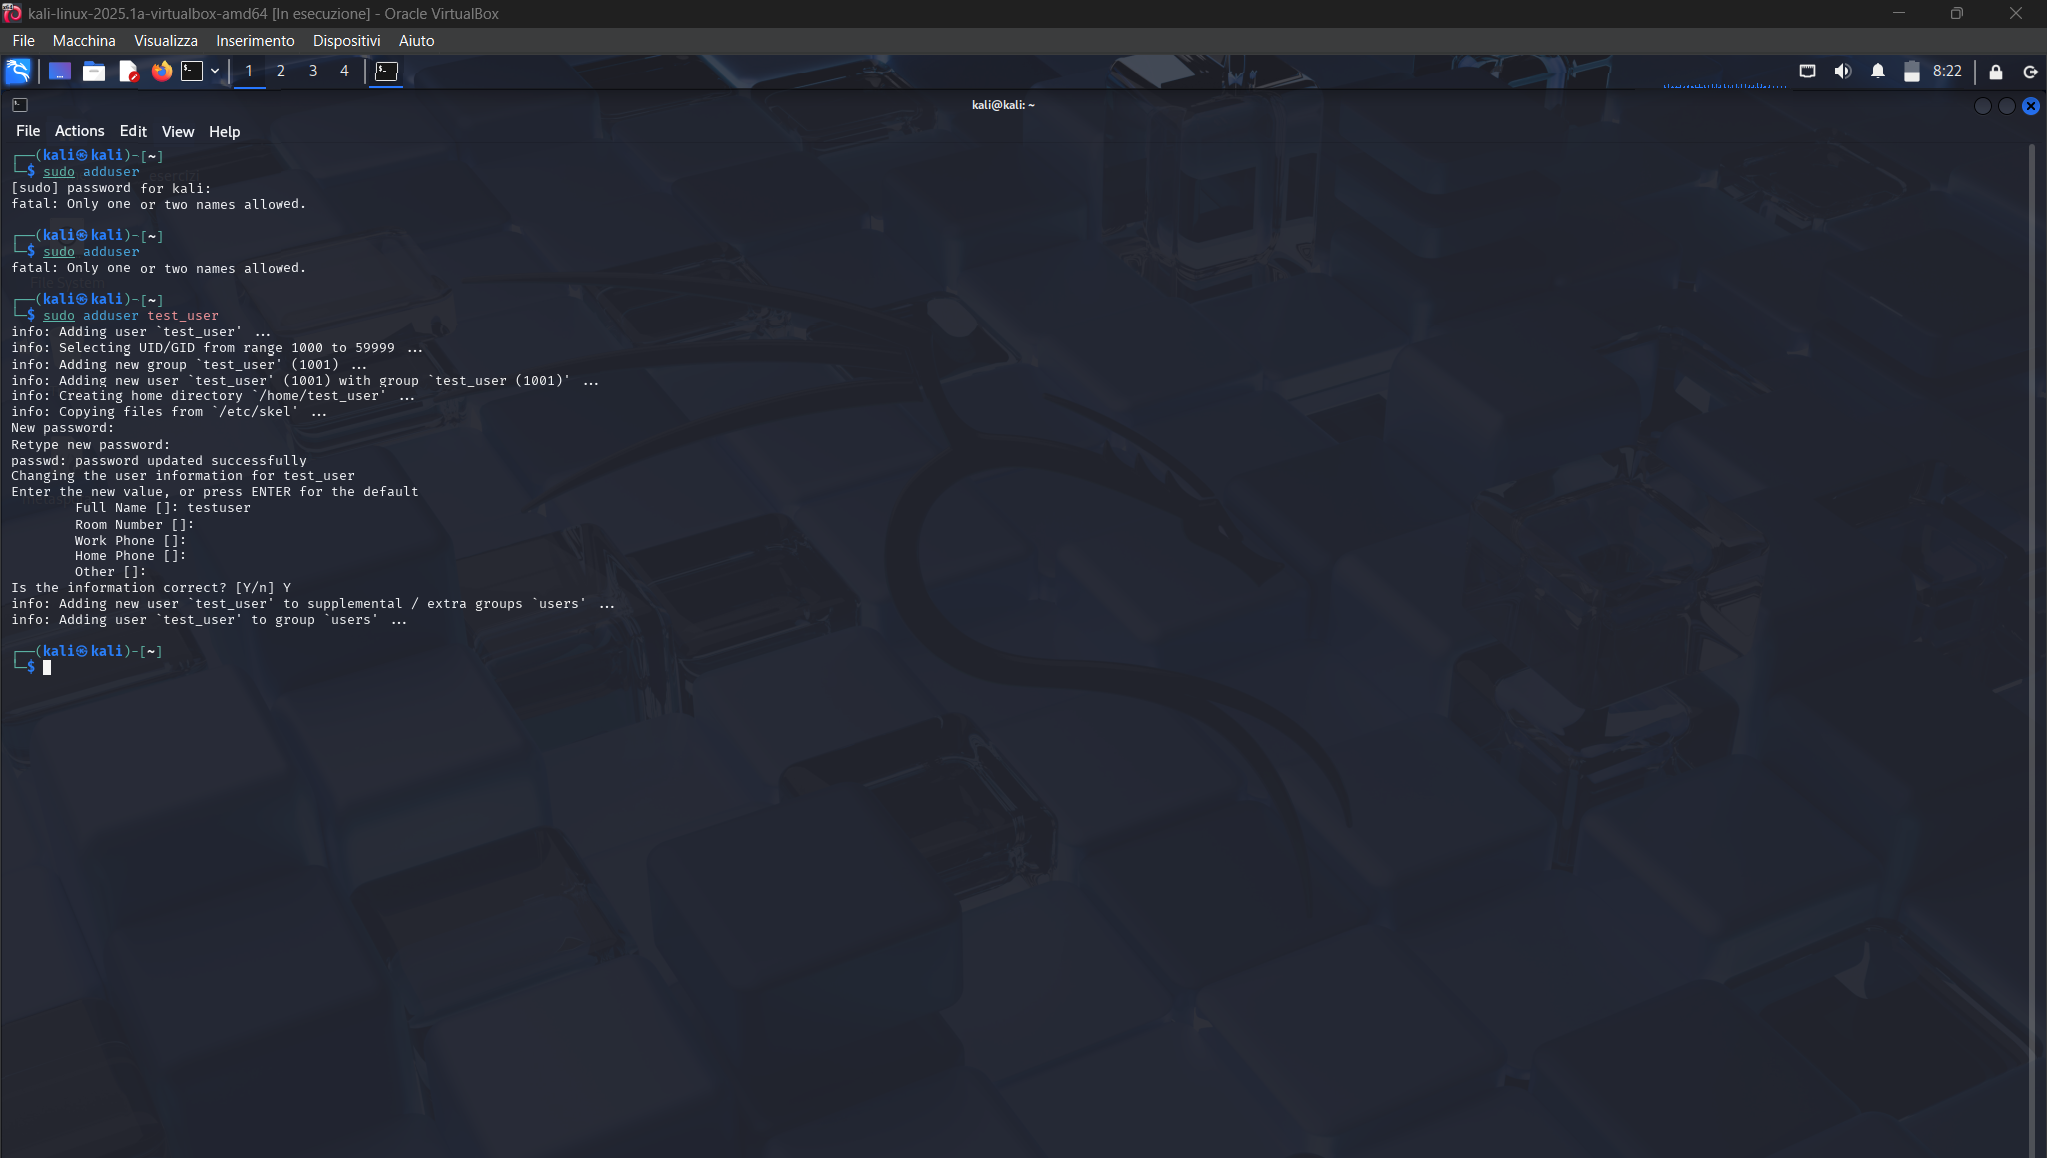 kali-linux-2025.1a-virtualbox-amd64 [In esecuzione] - Oracle VirtualBox
File Macchina Visualizza Inserimento Dispositivi Aiuto
1 2 3 4 8:22
kali@kali: ~
File Actions Edit View Help
┌──(kali㉿kali)-[~]
└─$ sudo adduser
[sudo] password for kali:
fatal: Only one or two names allowed.
┌──(kali㉿kali)-[~]
└─$ sudo adduser
fatal: Only one or two names allowed.
File System
┌──(kali㉿kali)-[~]
└─$ sudo adduser test_user
info: Adding user `test_user' ...
info: Selecting UID/GID from range 1000 to 59999 ...
info: Adding new group `test_user' (1001) ...
info: Adding new user `test_user' (1001) with group `test_user (1001)' ...
info: Creating home directory `/home/test_user' ...
info: Copying files from `/etc/skel' ...
New password:
Retype new password:
passwd: password updated successfully
Changing the user information for test_user
Enter the new value, or press ENTER for the default
Full Name []: testuser
Room Number []:
Work Phone []:
Home Phone []:
Other []:
Is the information correct? [Y/n] Y
info: Adding new user `test_user' to supplemental / extra groups `users' ...
info: Adding user `test_user' to group `users' ...
┌──(kali㉿kali)-[~]
└─$